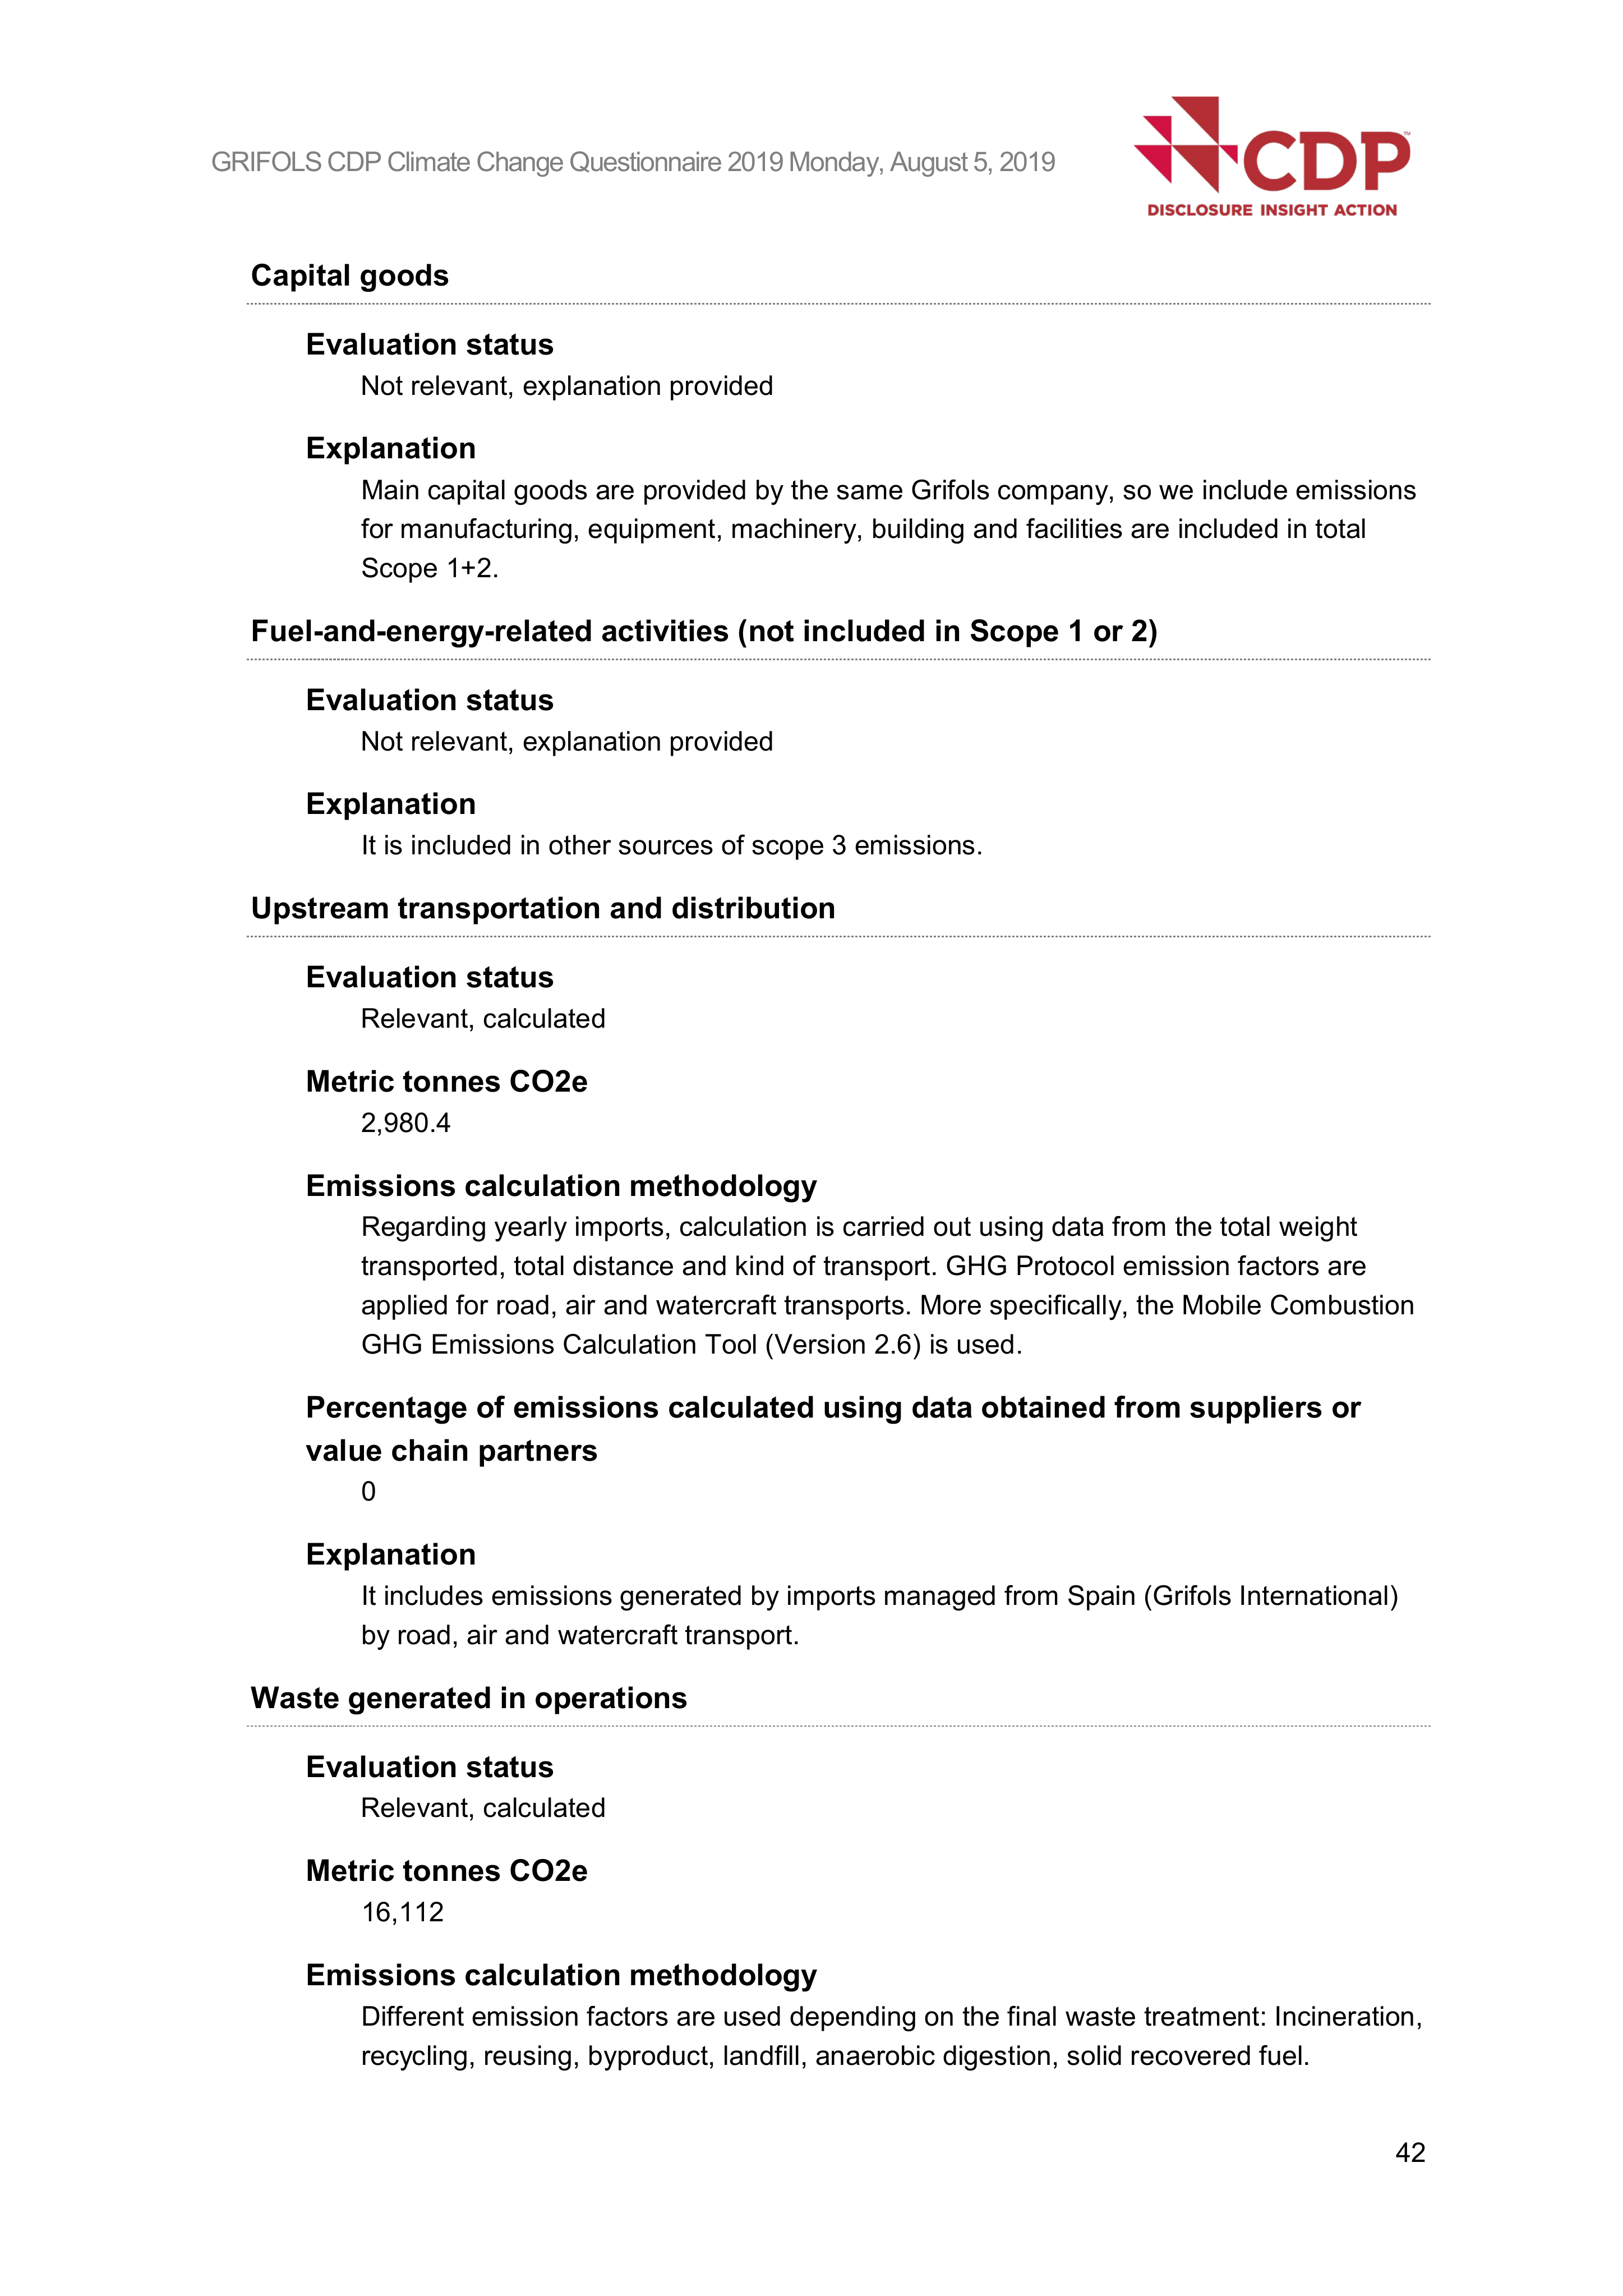 GRIFOLS CDP Climate Change Questionnaire 2019 Monday, August 5, 2019
CDP™
DISCLOSURE INSIGHT ACTION
Capital goods
Evaluation status
Not relevant, explanation provided
Explanation
Main capital goods are provided by the same Grifols company, so we include emissions
for manufacturing, equipment, machinery, building and facilities are included in total
Scope 1+2.
Fuel-and-energy-related activities (not included in Scope 1 or 2)
Evaluation status
Not relevant, explanation provided
Explanation
It is included in other sources of scope 3 emissions.
Upstream transportation and distribution
Evaluation status
Relevant, calculated
Metric tonnes CO2e
2,980.4
Emissions calculation methodology
Regarding yearly imports, calculation is carried out using data from the total weight
transported, total distance and kind of transport. GHG Protocol emission factors are
applied for road, air and watercraft transports. More specifically, the Mobile Combustion
GHG Emissions Calculation Tool (Version 2.6) is used.
Percentage of emissions calculated using data obtained from suppliers or
value chain partners
0
Explanation
It includes emissions generated by imports managed from Spain (Grifols International)
by road, air and watercraft transport.
Waste generated in operations
Evaluation status
Relevant, calculated
Metric tonnes CO2e
16,112
Emissions calculation methodology
Different emission factors are used depending on the final waste treatment: Incineration,
recycling, reusing, byproduct, landfill, anaerobic digestion, solid recovered fuel.
42